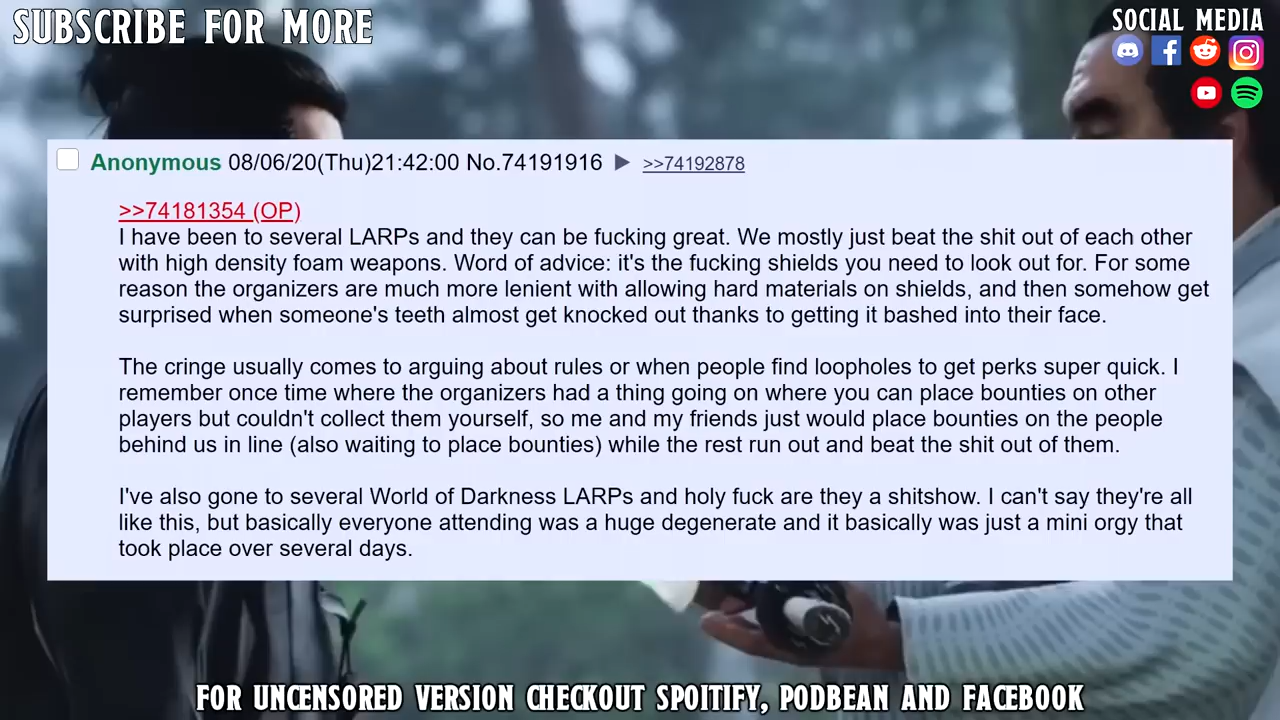 SUBSCRIBE FOR MORE
SOCIAL MEDIA
Anonymous 08/06/20(Thu)21:42:00 No.74191916 ▶ >>74192878
>>74181354 (OP)
I have been to several LARPs and they can be fucking great. We mostly just beat the shit out of each other
with high density foam weapons. Word of advice: it's the fucking shields you need to look out for. For some
reason the organizers are much more lenient with allowing hard materials on shields, and then somehow get
surprised when someone's teeth almost get knocked out thanks to getting it bashed into their face.
The cringe usually comes to arguing about rules or when people find loopholes to get perks super quick. I
remember once time where the organizers had a thing going on where you can place bounties on other
players but couldn't collect them yourself, so me and my friends just would place bounties on the people
behind us in line (also waiting to place bounties) while the rest run out and beat the shit out of them.
I've also gone to several World of Darkness LARPs and holy fuck are they a shitshow. I can't say they're all
like this, but basically everyone attending was a huge degenerate and it basically was just a mini orgy that
took place over several days.
FOR UNCENSORED VERSION CHECKOUT SPOITIFY, PODBEAN AND FACEBOOK